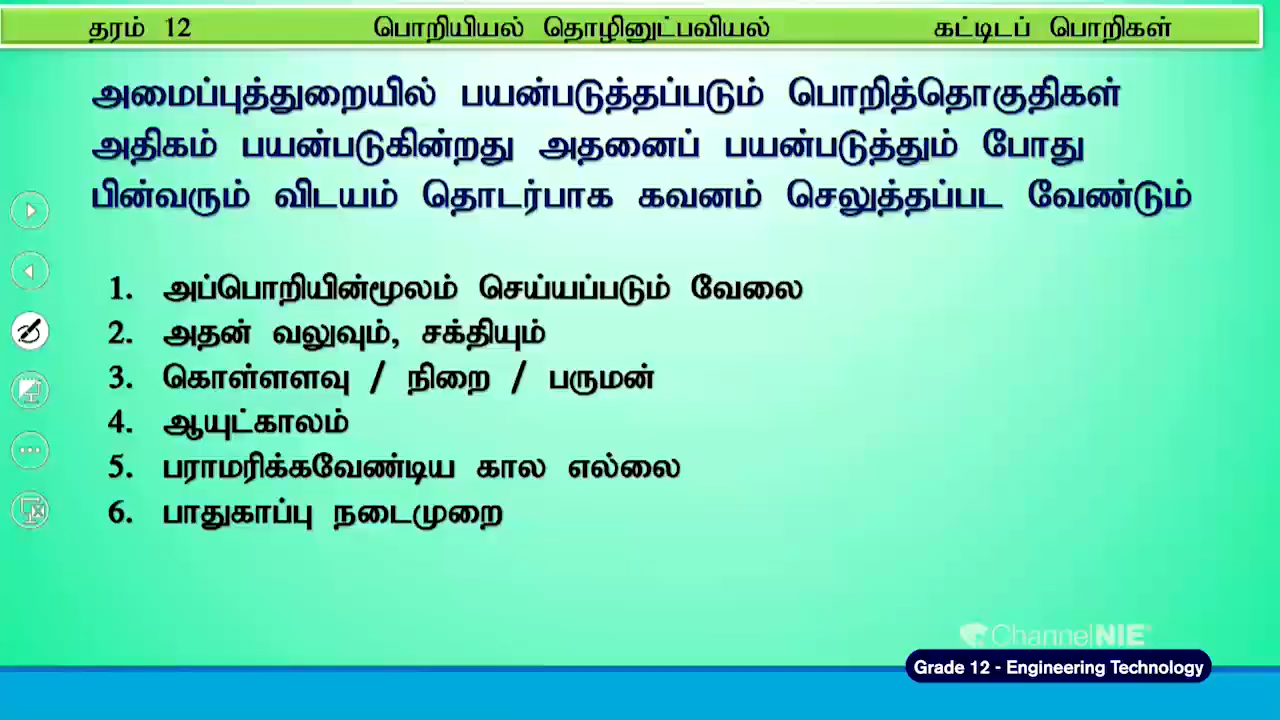 தரம் 12 பொறியியல் தொழினுட்பவியல் கட்டிடப் பொறிகள்
அமைப்புத்துறையில் பயன்படுத்தப்படும் பொறித்தொகுதிகள்
அதிகம் பயன்படுகின்றது அதனைப் பயன்படுத்தும் போது
பின்வரும் விடயம் தொடர்பாக கவனம் செலுத்தப்பட வேண்டும்
1. அப்பொறியின்மூலம் செய்யப்படும் வேலை
2. அதன் வலுவும், சக்தியும்
3. கொள்ளளவு / நிறை / பருமன்
4. ஆயுட்காலம்
5. பராமரிக்கவேண்டிய கால எல்லை
6. பாதுகாப்பு நடைமுறை
Channel NIE
Grade 12 - Engineering Technology